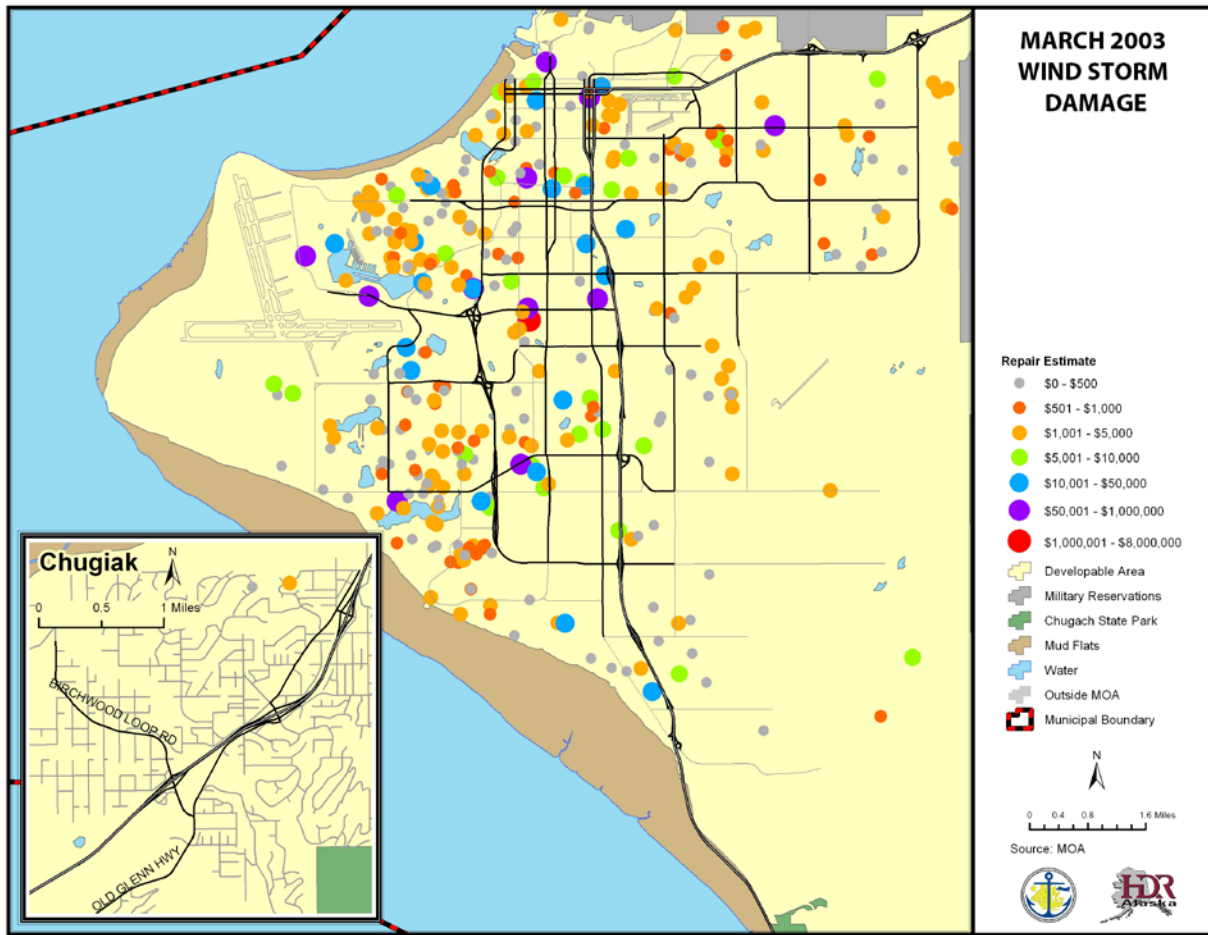 MARCH 2003
WIND STORM
DAMAGE
Repair Estimate
$0 - $500
$501 - $1,000
$1,001 - $5,000
$5,001 - $10,000
$10,001 - $50,000
$50,001 - $1,000,000
$1,000,001 - $8,000,000
Developable Area
Military Reservations
Chugach State Park
Mud Flats
Water
Outside MOA
Municipal Boundary
N
0 0.4 0.8 1.6 Miles
Source: MOA
HDR
Alaska
Chugiak
N
0 0.5 1 Miles
BIRCHWOOD LOOP RD
OLD GLENN HWY